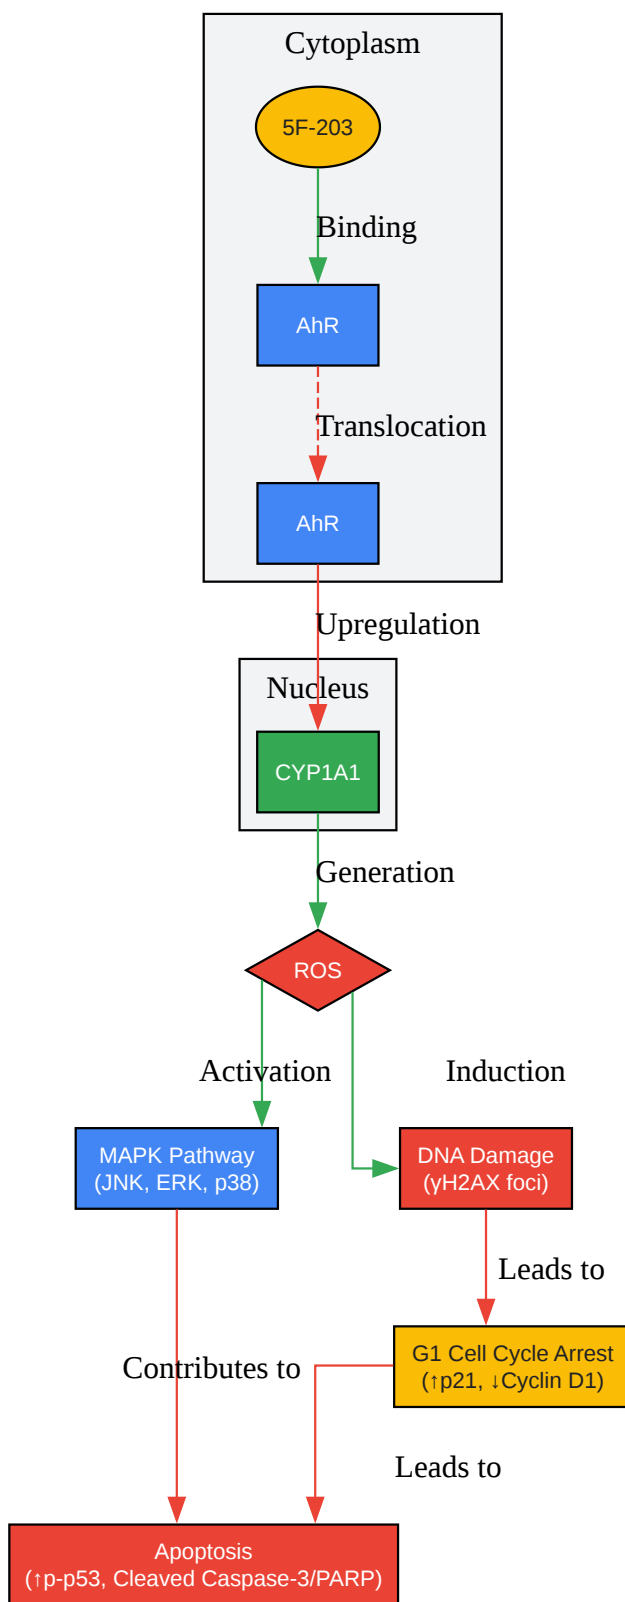 Cytoplasm
5F-203
Binding
AhR
Translocation
AhR
Upregulation
Nucleus
CYP1A1
Generation
ROS
Activation
Induction
MAPK Pathway
(JNK, ERK, p38)
DNA Damage
(γH2AX foci)
Leads to
G1 Cell Cycle Arrest
(↑p21, ↓Cyclin D1)
Contributes to
Leads to
Apoptosis
(↑p-p53, Cleaved Caspase-3/PARP)